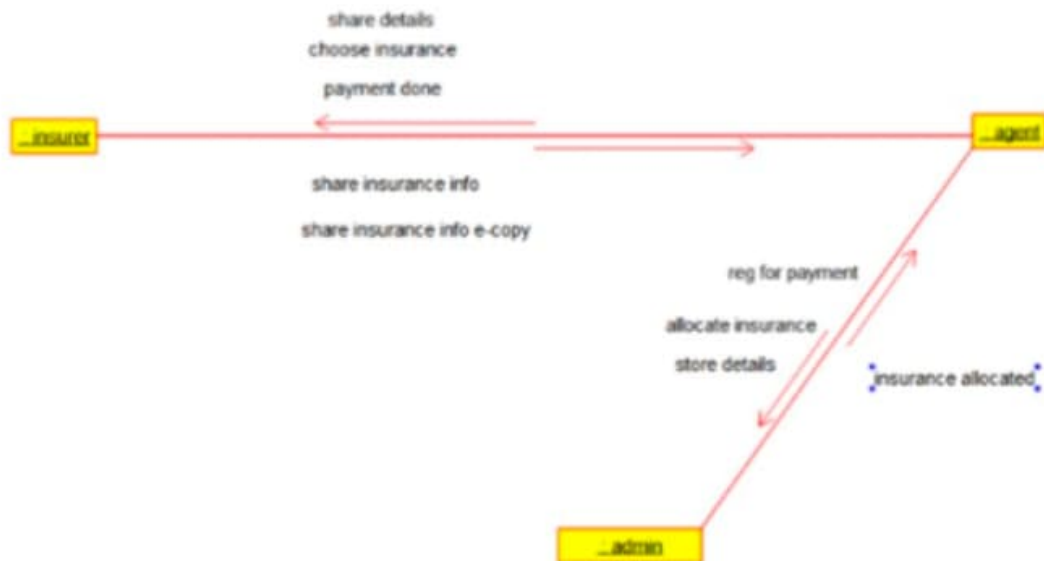 share details
choose insurance
payment done
: insurer
: agent
share insurance info
share insurance info e-copy
reg for payment
allocate insurance
store details
insurance allocated
: admin